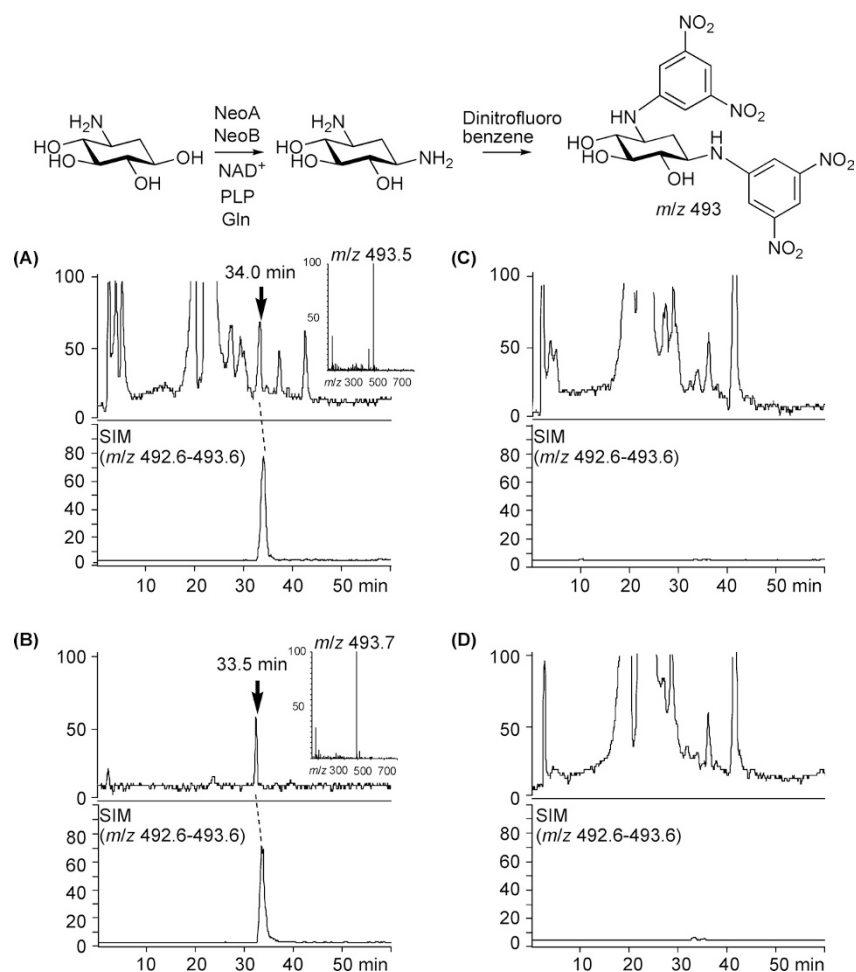 NO₂
NO₂
H₂N
HO
HO
OH
OH
NeoA
NeoB
NAD⁺
PLP
Gln
H₂N
HO
HO
OH
NH₂
Dinitrofluoro
benzene
HN
HO
HO
OH
H
N
NO₂
NO₂
m/z 493
(A)
100
50
0
34.0 min
m/z 493.5
100
50
m/z 300 500 700
SIM
(m/z 492.6-493.6)
80
60
40
20
0
10 20 30 40 50 min
(C)
100
50
0
SIM
(m/z 492.6-493.6)
80
60
40
20
0
10 20 30 40 50 min
(B)
100
50
0
33.5 min
m/z 493.7
100
50
m/z 300 500 700
SIM
(m/z 492.6-493.6)
80
60
40
20
0
10 20 30 40 50 min
(D)
100
50
0
SIM
(m/z 492.6-493.6)
80
60
40
20
0
10 20 30 40 50 min